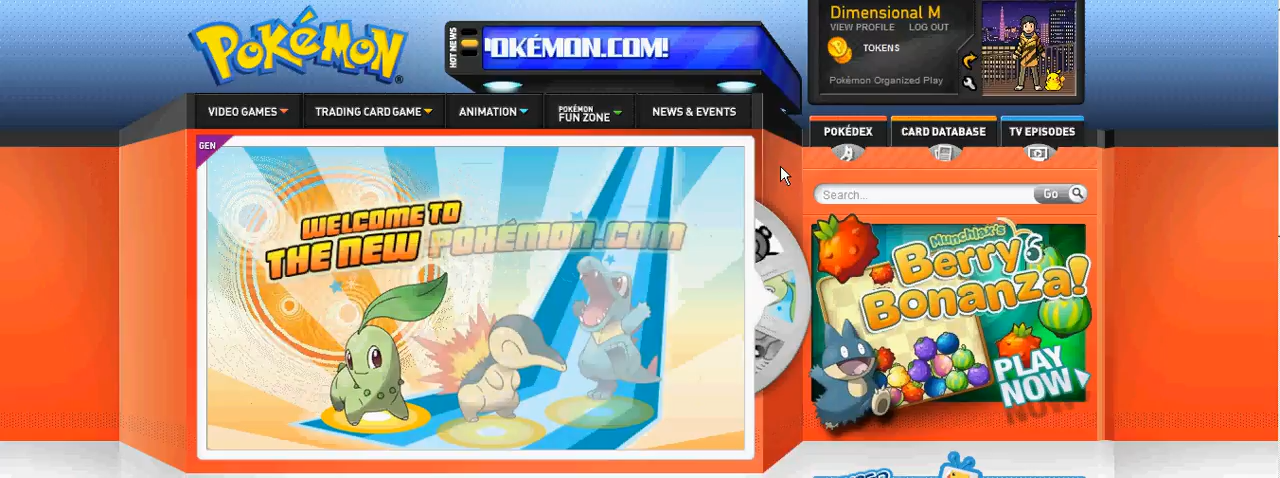 POKÉMON
HOT NEWS
POKÉMON.COM!
Dimensional M
VIEW PROFILE LOG OUT
TOKENS
Pokémon Organized Play
VIDEO GAMES
TRADING CARD GAME
ANIMATION
POKÉMON
FUN ZONE
NEWS & EVENTS
POKÉDEX
CARD DATABASE
TV EPISODES
GEN
WELCOME TO
THE NEW POKÉMON.COM
Search...
Go
Munchlax's
Berry
Bonanza!
PLAY
NOW